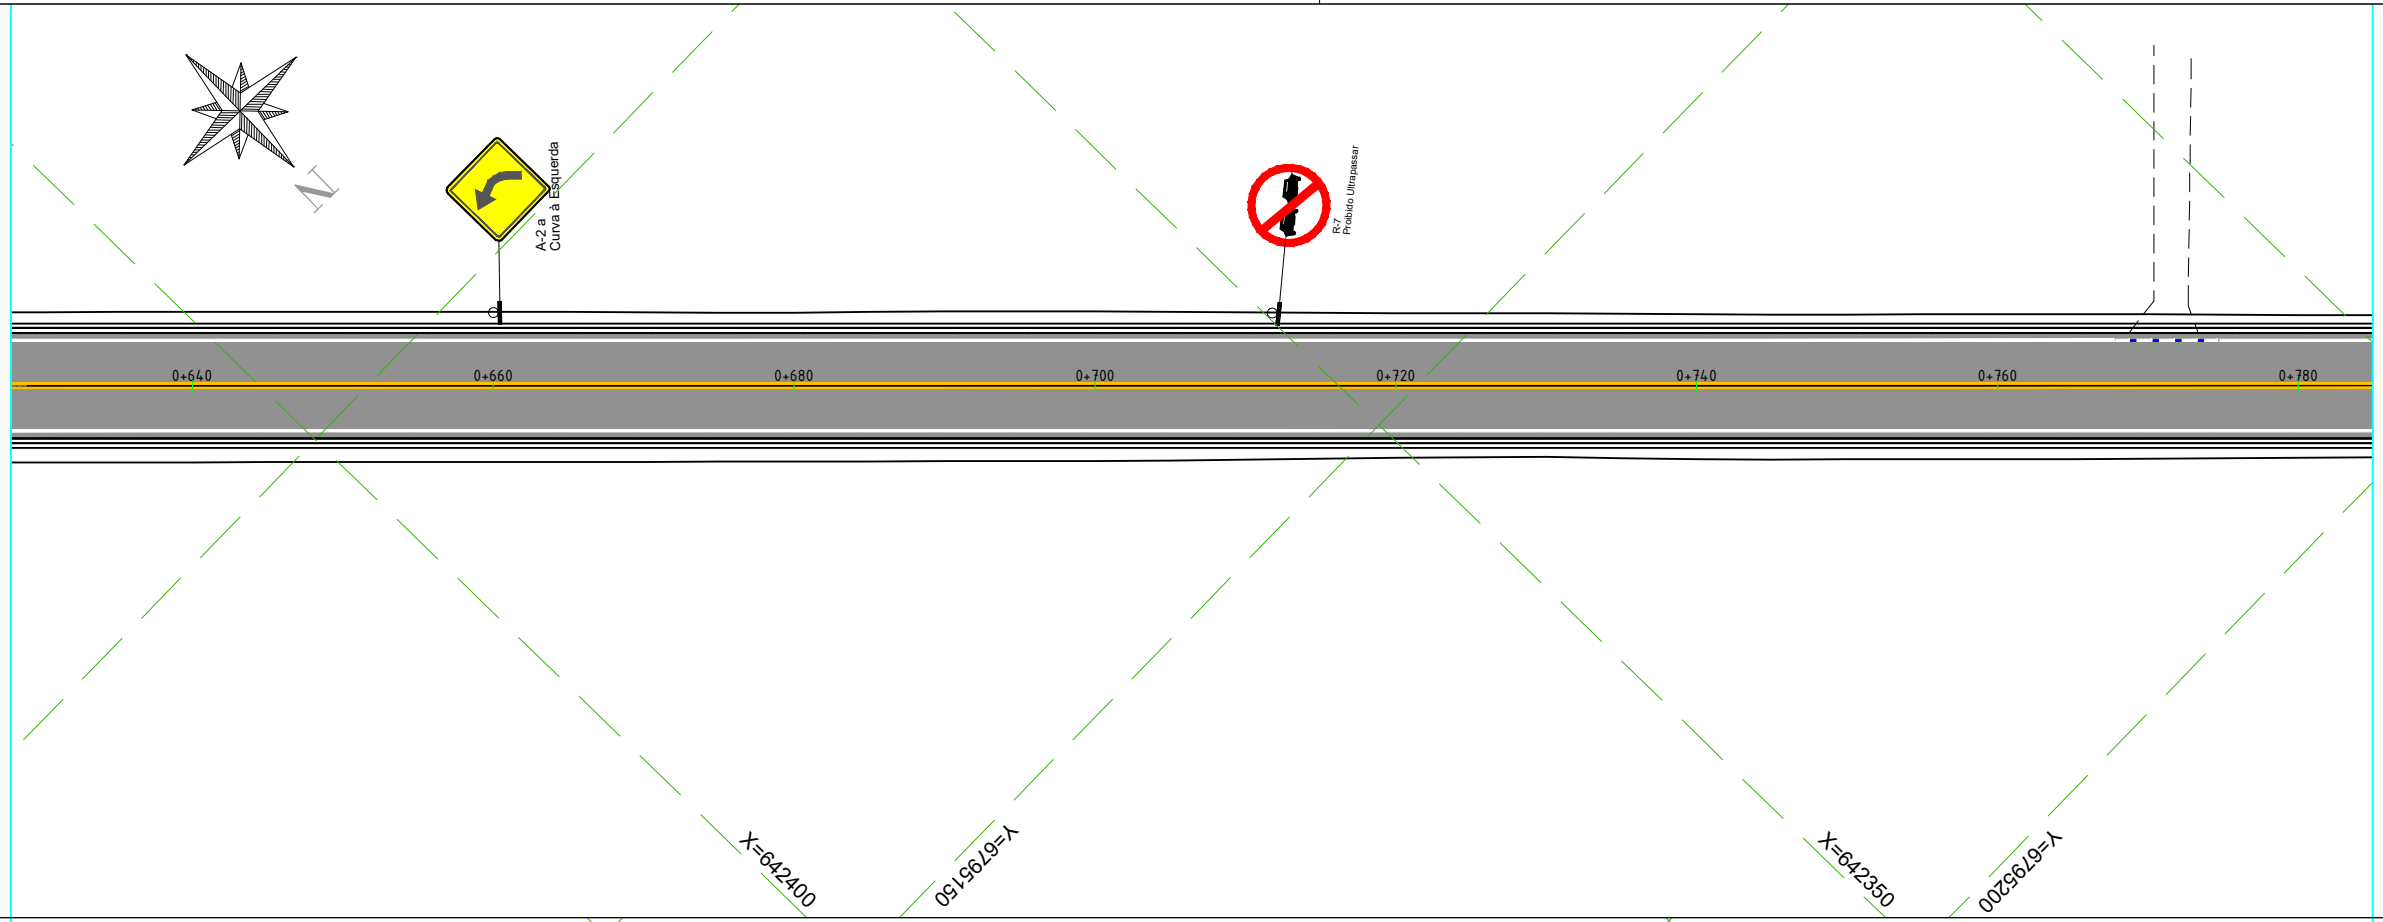 N
A-2 a
Curva à Esquerda
R-7
Proibido Ultrapassar
0+640
0+660
0+680
0+700
0+720
0+740
0+760
0+780
X=642400
Y=6795150
X=642350
Y=6795200